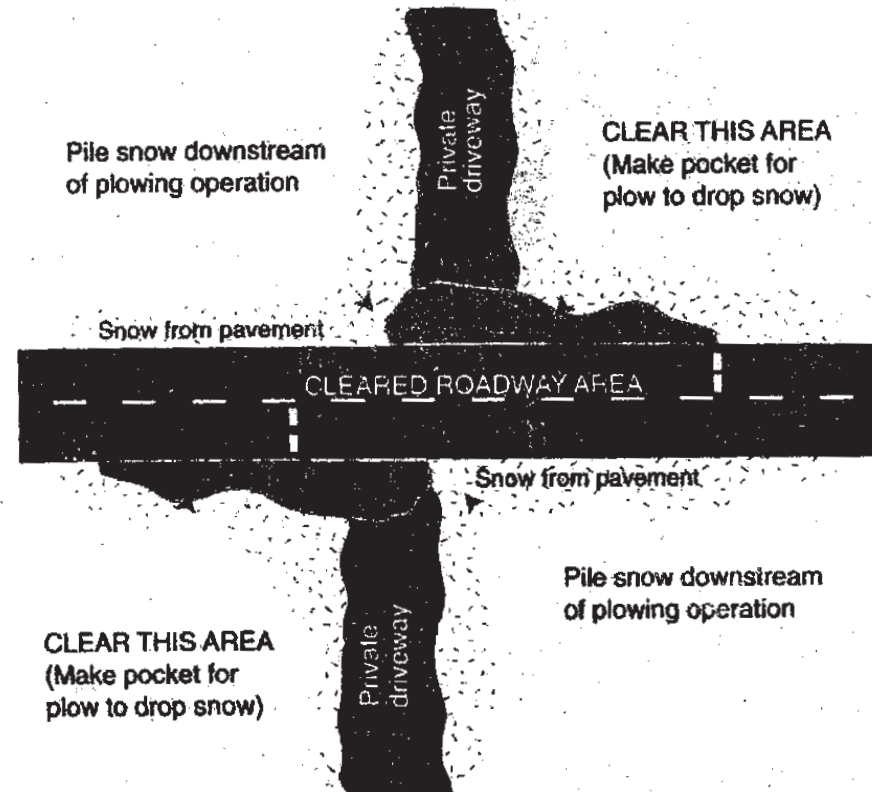 Private
driveway
Pile snow downstream
of plowing operation
CLEAR THIS AREA
(Make pocket for
plow to drop snow)
Snow from pavement
CLEARED ROADWAY AREA
Snow from pavement
Pile snow downstream
of plowing operation
CLEAR THIS AREA
(Make pocket for
plow to drop snow)
Private
driveway